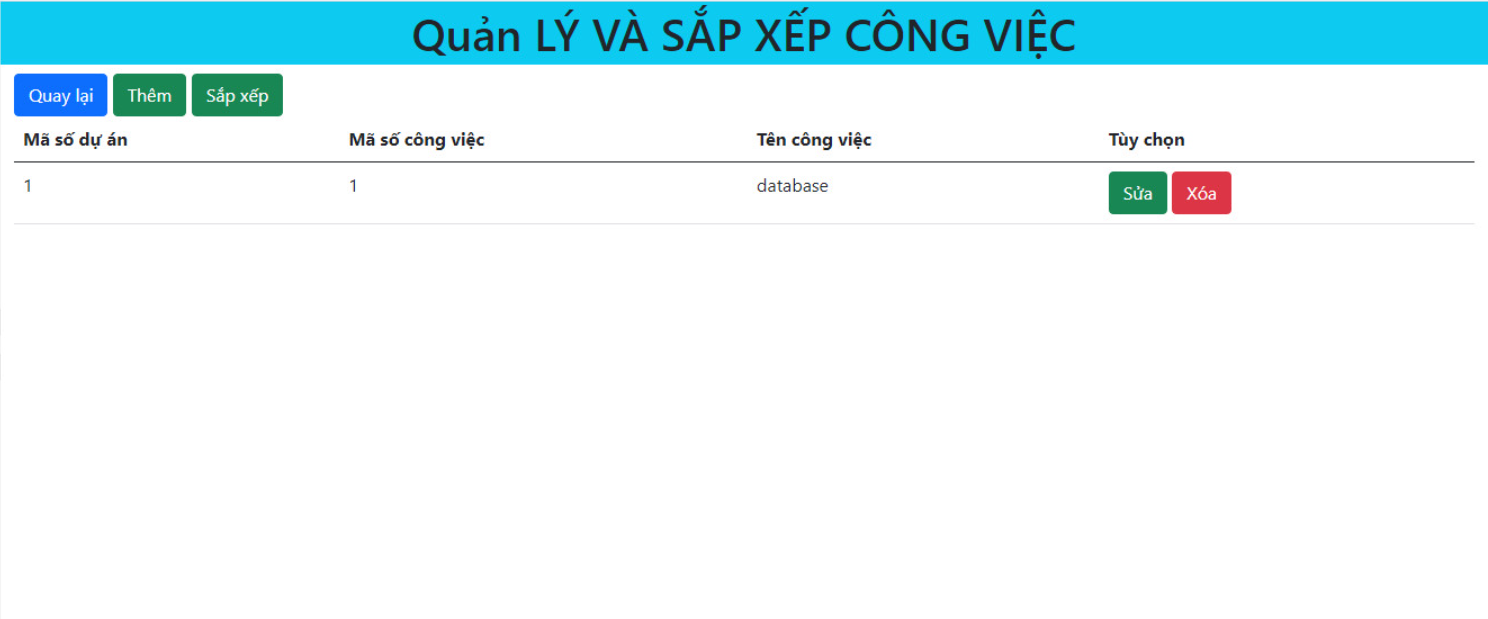 Quản LÝ VÀ SẮP XẾP CÔNG VIỆC
Quay lại Thêm Sắp xếp
Mã số dự án Mã số công việc Tên công việc Tùy chọn
1 1 database Sửa Xóa